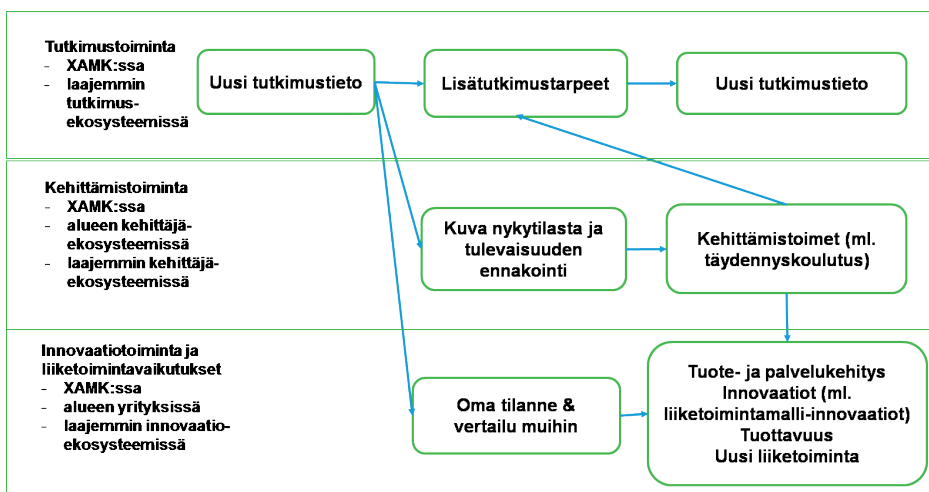 Tutkimustoiminta
- XAMK:ssa
- laajemmin
tutkimus-
ekosysteemissä
Uusi tutkimustieto
Lisätutkimustarpeet
Uusi tutkimustieto
Kehittämistoiminta
- XAMK:ssa
- alueen kehittäjä-
ekosysteemissä
- laajemmin kehittäjä-
ekosysteemissä
Kuva nykytilasta ja
tulevaisuuden
ennakointi
Kehittämistoimet (ml.
täydennyskoulutus)
Innovaatiotoiminta ja
liiketoimintavaikutukset
- XAMK:ssa
- alueen yrityksissä
- laajemmin innovaatio-
ekosysteemissä
Oma tilanne &
vertailu muihin
Tuote- ja palvelukehitys
Innovaatiot (ml.
liiketoimintamalli-innovaatiot)
Tuottavuus
Uusi liiketoiminta